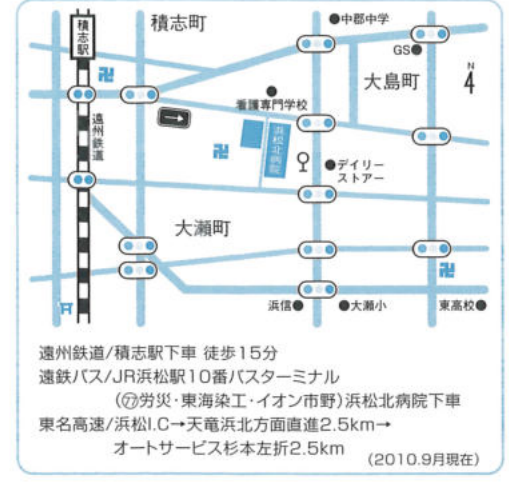 積志駅
積志町
中郡中学
GS
N
大島町
看護専門学校
遠州鉄道
浜松北病院
デイリー
ストアー
大瀬町
浜信
大瀬小
東高校
遠州鉄道/積志駅下車 徒歩15分
遠鉄バス/JR浜松駅10番バスターミナル
(㊆労災・東海染工・イオン市野)浜松北病院下車
東名高速/浜松I.C→天竜浜北方面直進2.5km→
オートサービス杉本左折2.5km
(2010.9月現在)